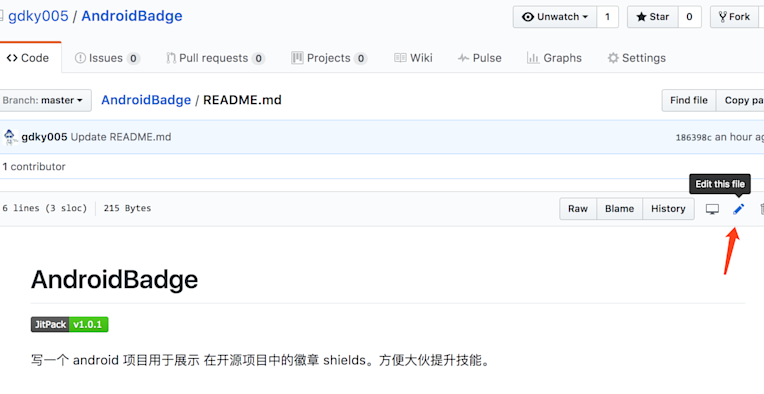 gdky005 / AndroidBadge Unwatch 1 Star 0 Fork
Code Issues 0 Pull requests 0 Projects 0 Wiki Pulse Graphs Settings
Branch: master AndroidBadge / README.md Find file Copy pa
gdky005 Update README.md 186398c an hour ag
1 contributor
Edit this file
6 lines (3 sloc) 215 Bytes Raw Blame History
AndroidBadge
JitPack v1.0.1
写一个 android 项目用于展示 在开源项目中的徽章 shields。方便大伙提升技能。